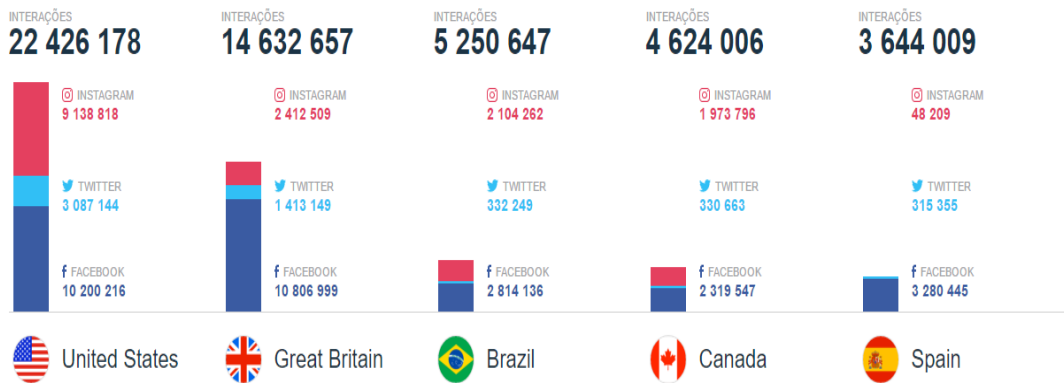 INTERAÇÕES
22 426 178
INSTAGRAM
9 138 818
TWITTER
3 087 144
FACEBOOK
10 200 216
United States
INTERAÇÕES
14 632 657
INSTAGRAM
2 412 509
TWITTER
1 413 149
FACEBOOK
10 806 999
Great Britain
INTERAÇÕES
5 250 647
INSTAGRAM
2 104 262
TWITTER
332 249
FACEBOOK
2 814 136
Brazil
INTERAÇÕES
4 624 006
INSTAGRAM
1 973 796
TWITTER
330 663
FACEBOOK
2 319 547
Canada
INTERAÇÕES
3 644 009
INSTAGRAM
48 209
TWITTER
315 355
FACEBOOK
3 280 445
Spain